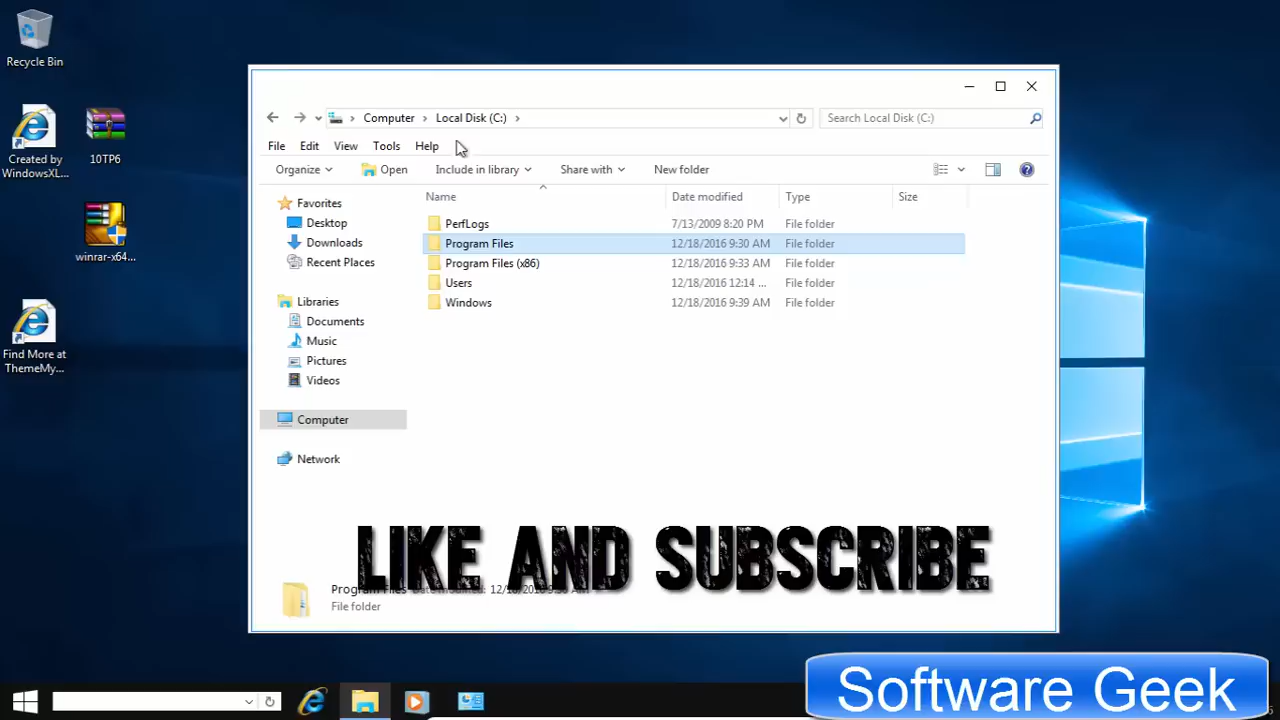 Recycle Bin
Created by
WindowsXL...
10TP6
winrar-x64...
Find More at
ThemeMy...
Computer
Local Disk (C:)
Search Local Disk (C:)
File Edit View Tools Help
Organize
Open
Include in library
Share with
New folder
Name
Date modified
Type
Size
Favorites
Desktop
Downloads
Recent Places
Libraries
Documents
Music
Pictures
Videos
Computer
Network
PerfLogs 7/13/2009 8:20 PM File folder
Program Files 12/18/2016 9:30 AM File folder
Program Files (x86) 12/18/2016 9:33 AM File folder
Users 12/18/2016 12:14 ... File folder
Windows 12/18/2016 9:39 AM File folder
LIKE AND SUBSCRIBE
Program Files
File folder
Software Geek